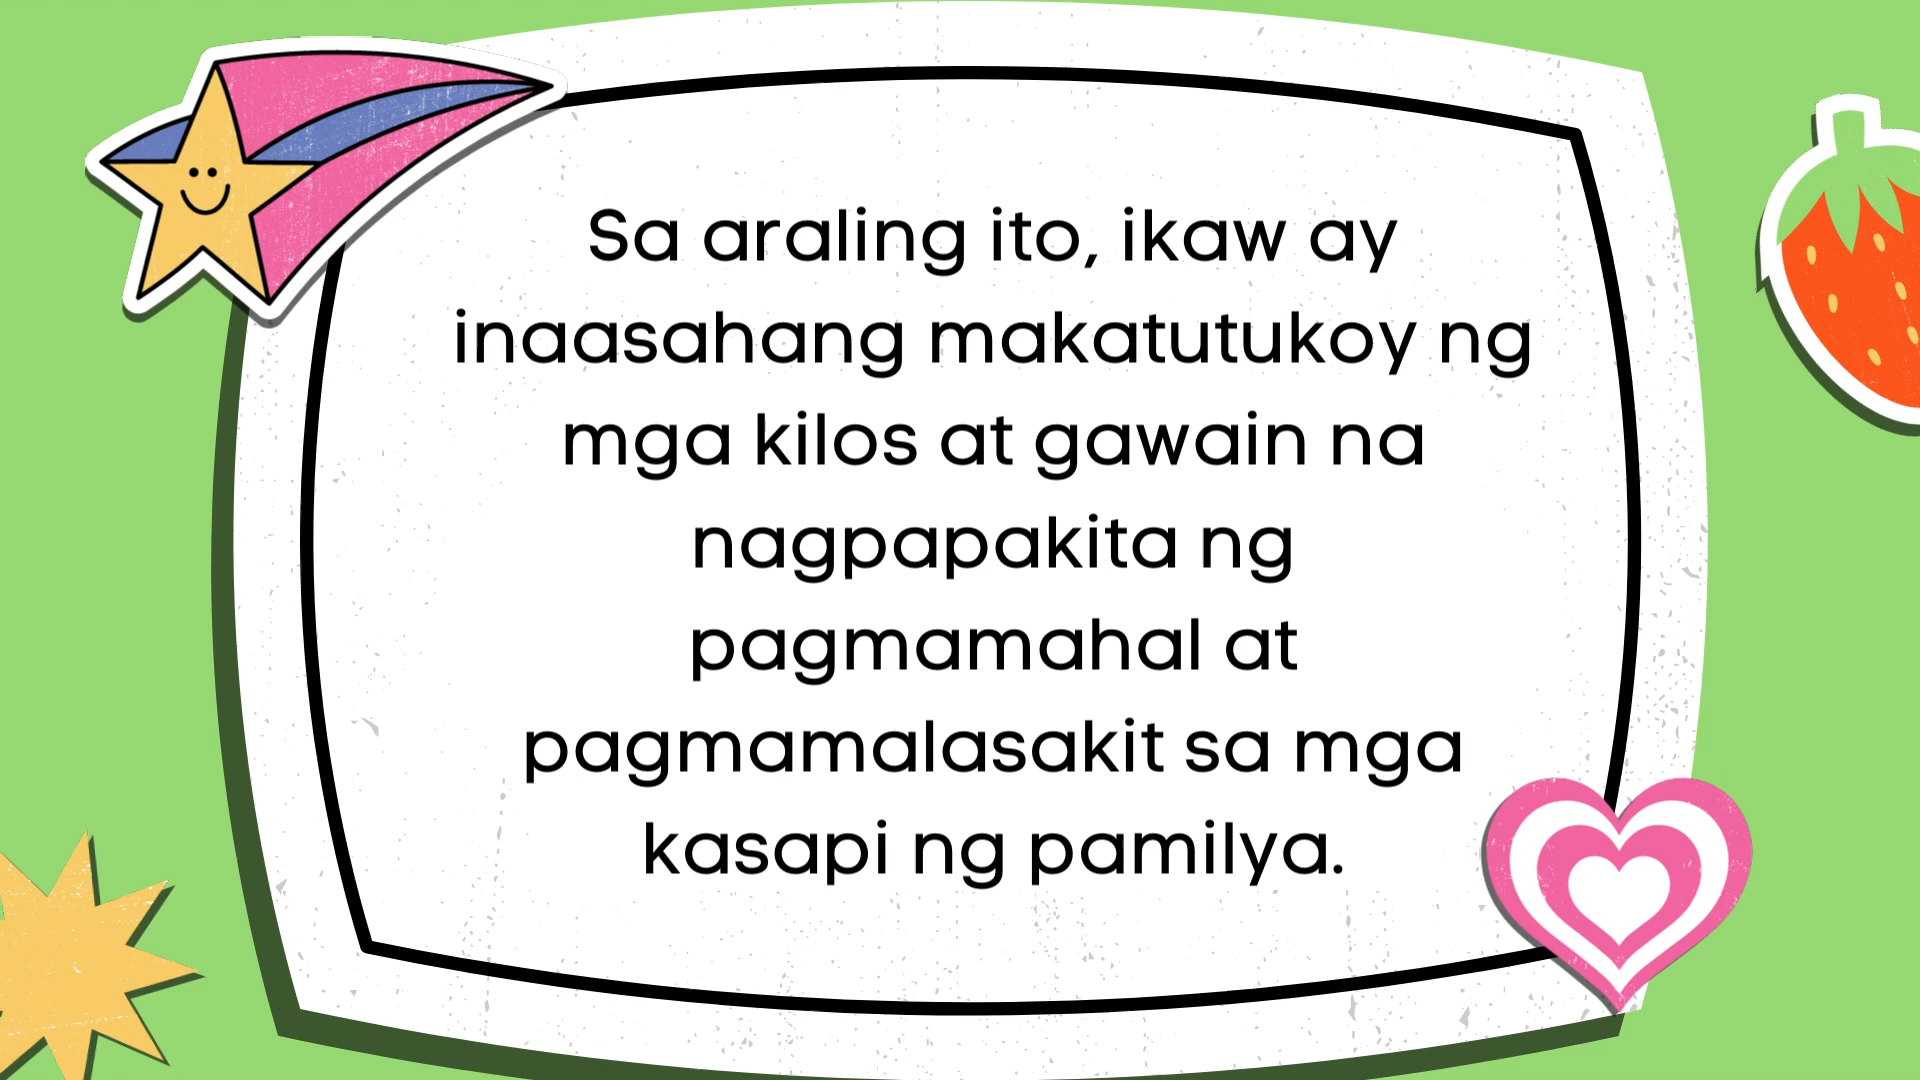 Sa araling ito, ikaw ay
inaasahang makatutukoy ng
mga kilos at gawain na
nagpapakita ng
pagmamahal at
pagmamalasakit sa mga
kasapi ng pamilya.